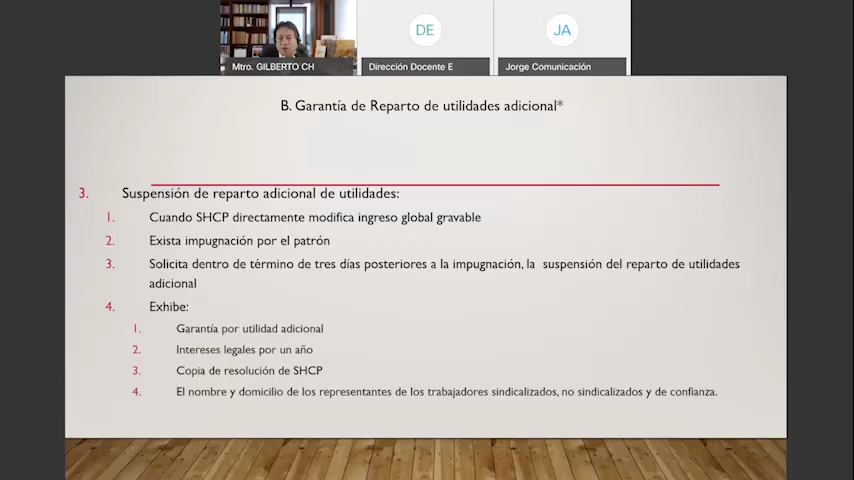 DE
JA
Mtro. GILBERTO CH
Dirección Docente E
Jorge Comunicación
B. Garantía de Reparto de utilidades adicional*
3. Suspensión de reparto adicional de utilidades:
1. Cuando SHCP directamente modifica ingreso global gravable
2. Exista impugnación por el patrón
3. Solicita dentro de término de tres días posteriores a la impugnación, la suspensión del reparto de utilidades
adicional
4. Exhibe:
1. Garantía por utilidad adicional
2. Intereses legales por un año
3. Copia de resolución de SHCP
4. El nombre y domicilio de los representantes de los trabajadores sindicalizados, no sindicalizados y de confianza.